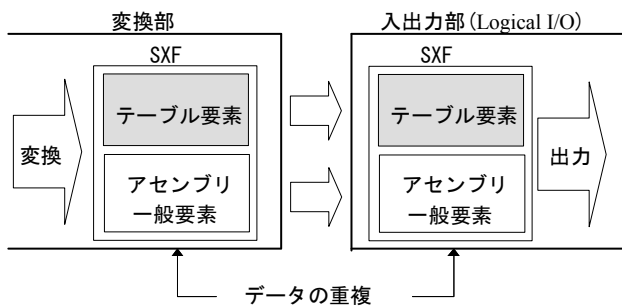 変換部
入出力部(Logical I/O)
SXF
SXF
テーブル要素
テーブル要素
変換
出力
アセンブリ
一般要素
アセンブリ
一般要素
データの重複